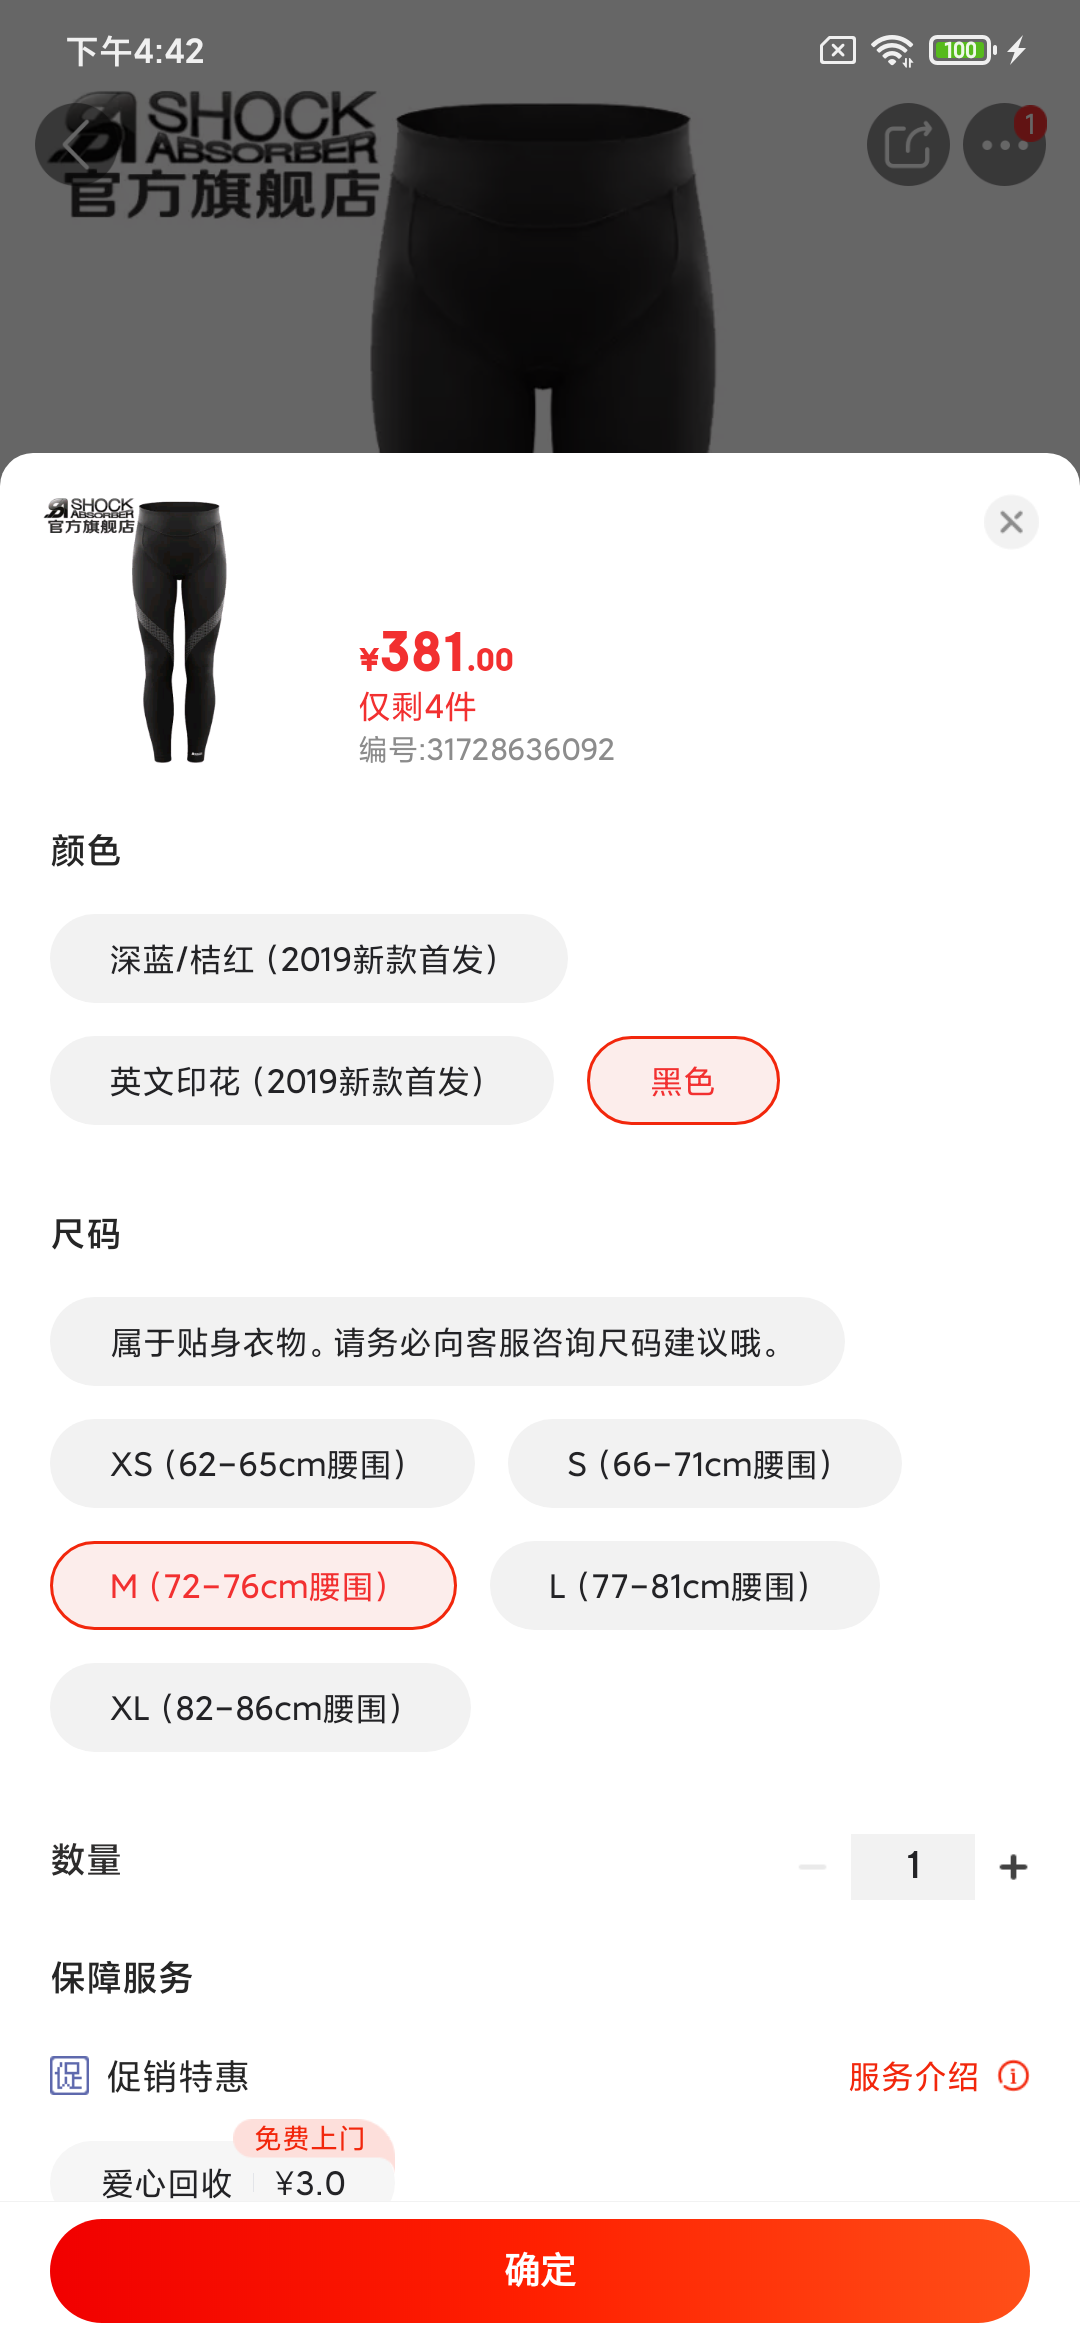 下午4:42
100
1
SHOCK
ABSORBER
官方旗舰店
SHOCK
ABSORBER
官方旗舰店
¥381.00
仅剩4件
编号:31728636092
颜色
深蓝/桔红（2019新款首发）
英文印花（2019新款首发）
黑色
尺码
属于贴身衣物。请务必向客服咨询尺码建议哦。
XS（62-65cm腰围）
S（66-71cm腰围）
M（72-76cm腰围）
L（77-81cm腰围）
XL（82-86cm腰围）
数量
1
保障服务
促 促销特惠
服务介绍
免费上门
爱心回收 ¥3.0
确定